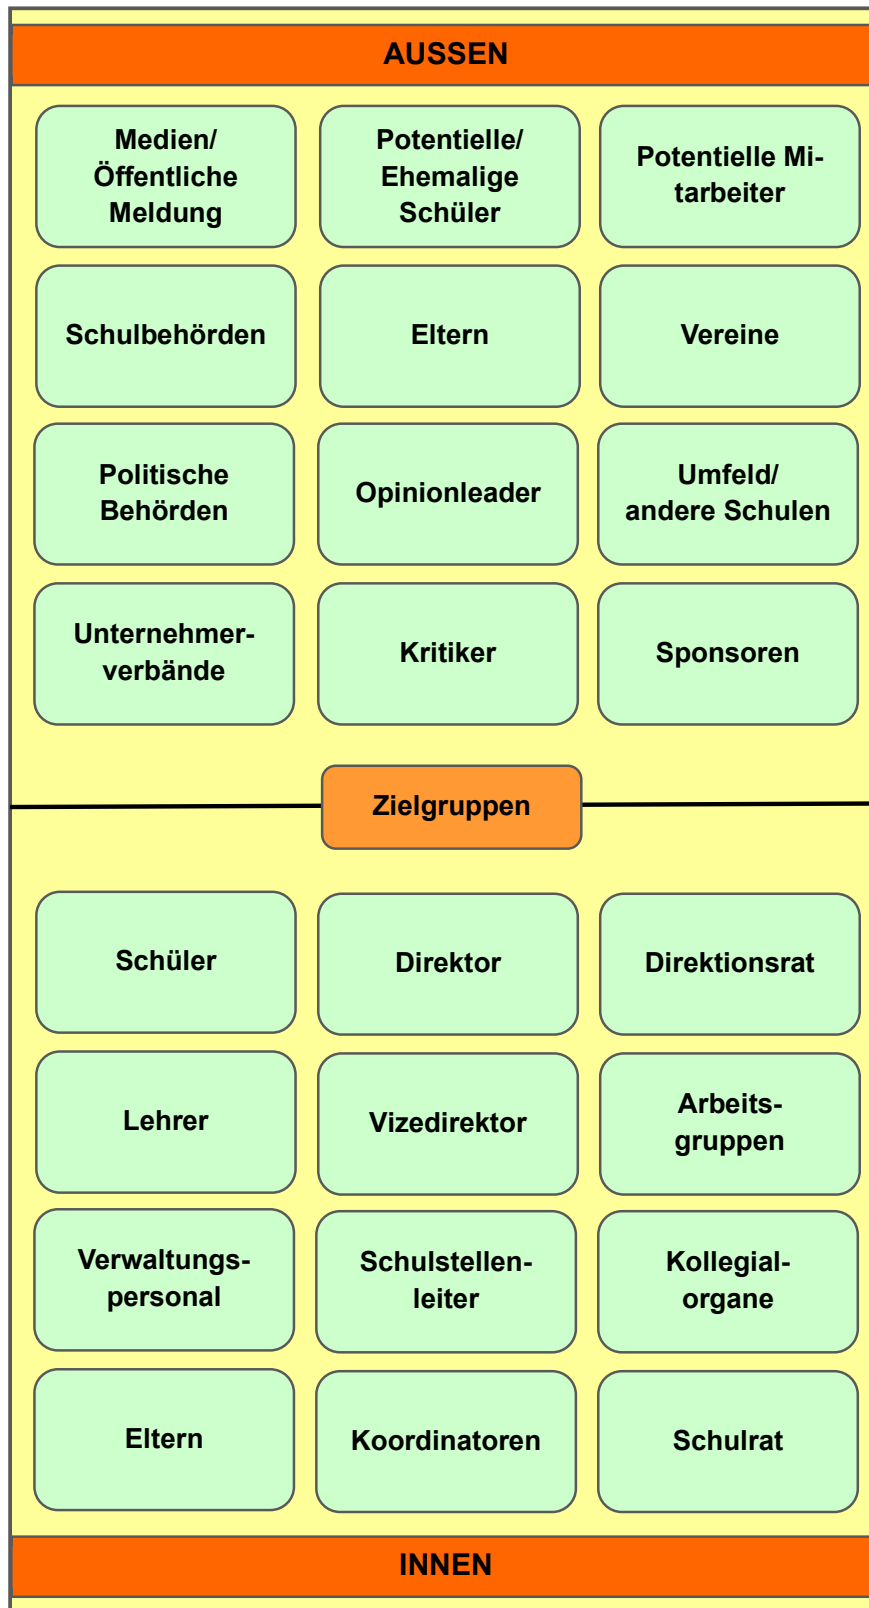 AUSSEN
Medien/
Öffentliche
Meldung
Potentielle/
Ehemalige
Schüler
Potentielle Mi-
tarbeiter
Schulbehörden
Eltern
Vereine
Politische
Behörden
Opinionleader
Umfeld/
andere Schulen
Unternehmer-
verbände
Kritiker
Sponsoren
Zielgruppen
Schüler
Direktor
Direktionsrat
Lehrer
Vizedirektor
Arbeits-
gruppen
Verwaltungs-
personal
Schulstellen-
leiter
Kollegial-
organe
Eltern
Koordinatoren
Schulrat
INNEN